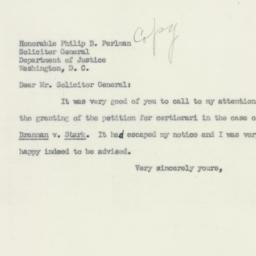 Copy
Honorable Philip B. Perlman
Solicitor General
Department of Justice
Washington, D. C.
Dear Mr. Solicitor General:
It was very good of you to call to my attention
the granting of the petition for certiorari in the case of
Brannan v. Stark. It had escaped my notice and I was very
happy indeed to be advised.
Very sincerely yours,